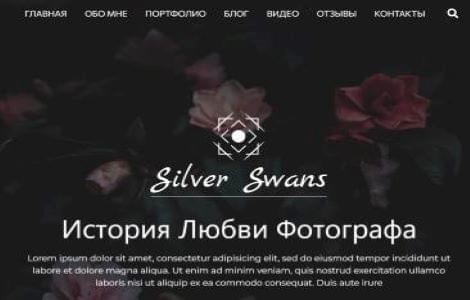 ГЛАВНАЯ ОБО МНЕ ПОРТФОЛИО БЛОГ ВИДЕО ОТЗЫВЫ КОНТАКТЫ
Silver Swans
История Любви Фотографа
Lorem ipsum dolor sit amet, consectetur adipisicing elit, sed do eiusmod tempor incididunt ut
labore et dolore magna aliqua. Ut enim ad minim veniam, quis nostrud exercitation ullamco
laboris nisi ut aliquip ex ea commodo consequat. Duis aute irure